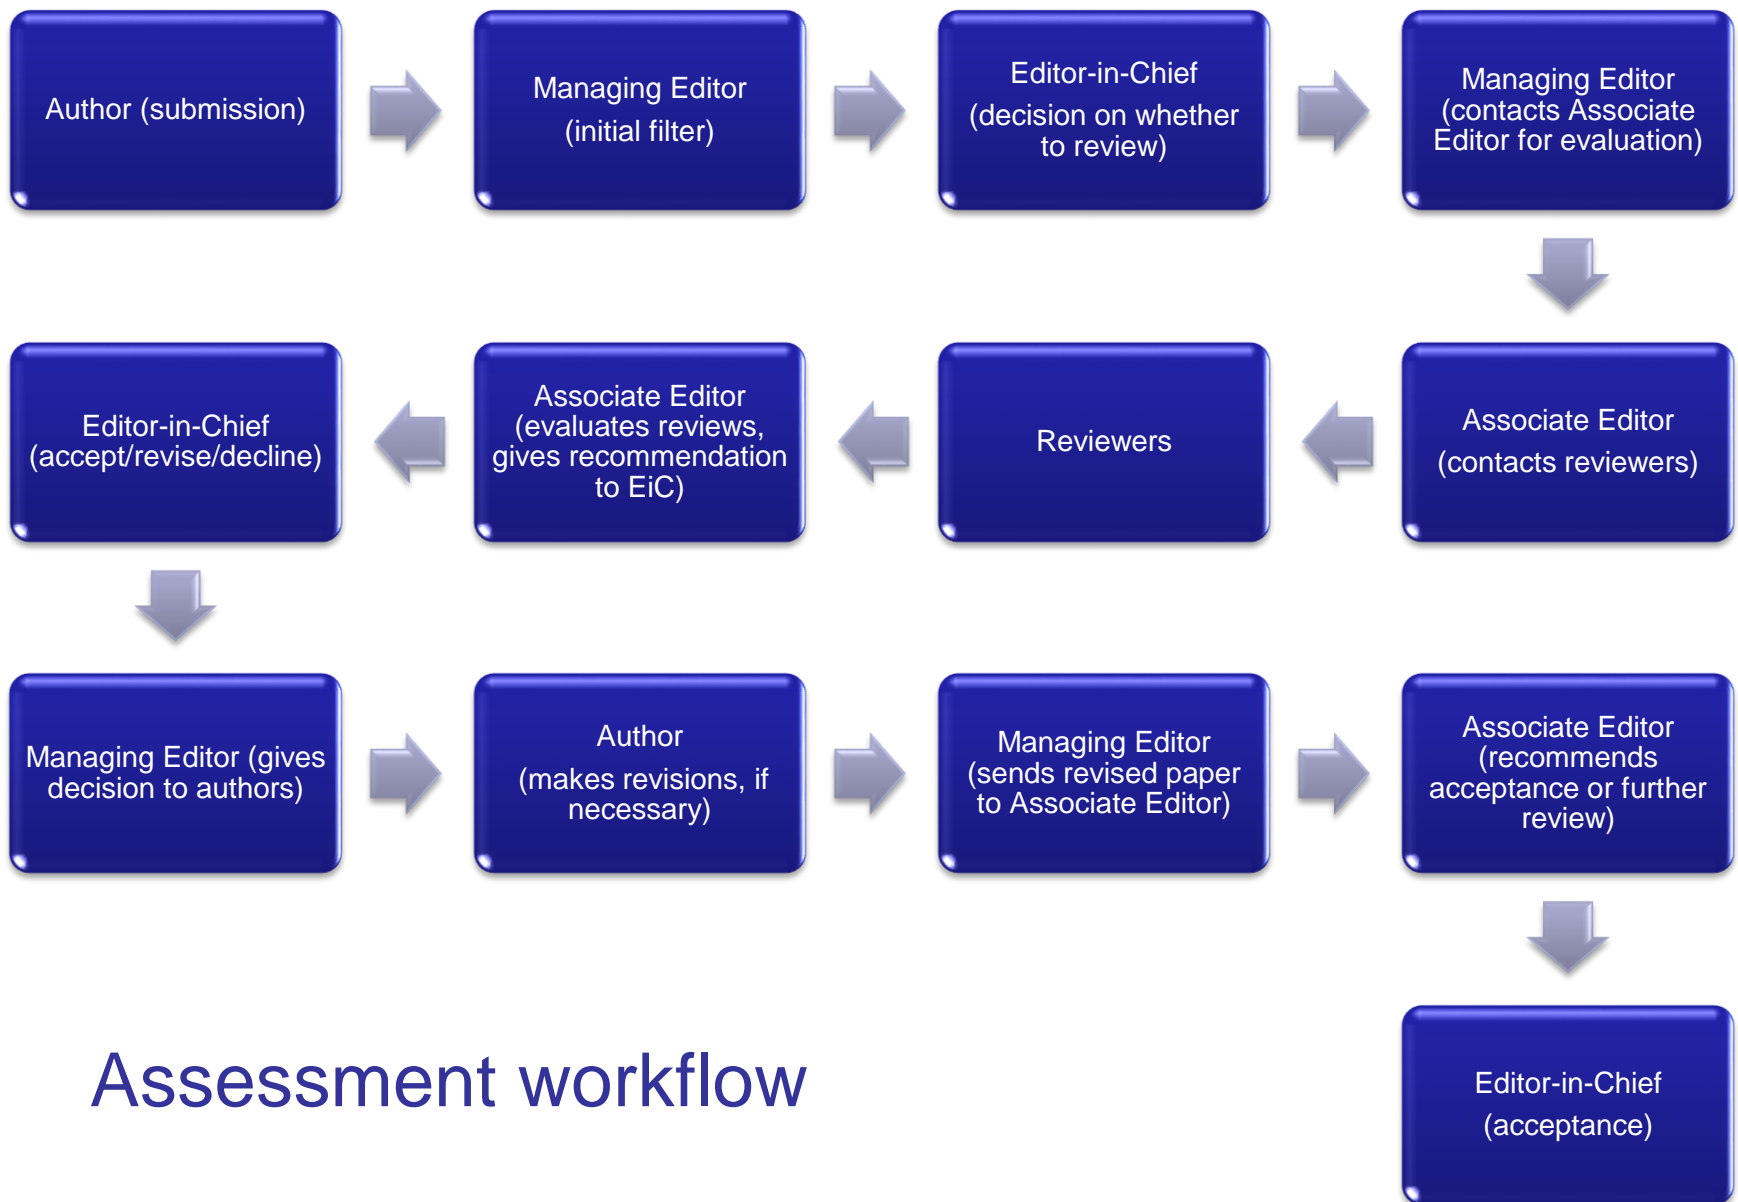 Author (submission)
Managing Editor
(initial filter)
Editor-in-Chief
(decision on whether
to review)
Managing Editor
(contacts Associate
Editor for evaluation)
Associate Editor
(contacts reviewers)
Reviewers
Associate Editor
(evaluates reviews,
gives recommendation
to EiC)
Editor-in-Chief
(accept/revise/decline)
Managing Editor (gives
decision to authors)
Author
(makes revisions, if
necessary)
Managing Editor
(sends revised paper
to Associate Editor)
Associate Editor
(recommends
acceptance or further
review)
Editor-in-Chief
(acceptance)
Assessment workflow